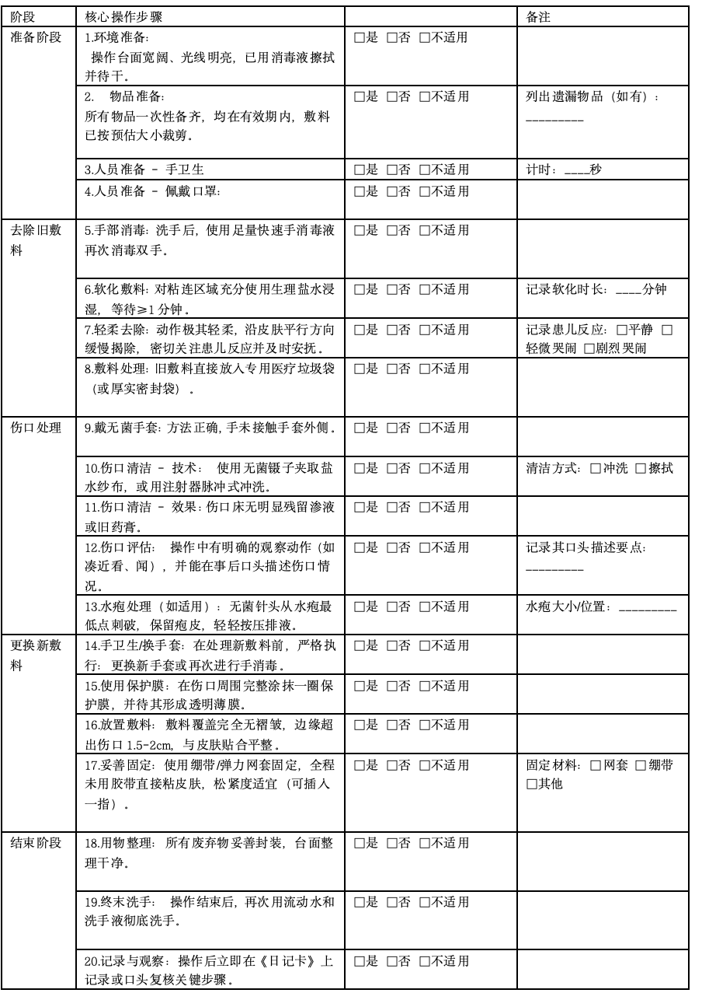 阶段 核心操作步骤 备注
准备阶段 1.环境准备： □是 □否 □不适用
操作台面宽阔、光线明亮，已用消毒液擦拭
并待干。
2. 物品准备： □是 □否 □不适用 列出遗漏物品（如有）：
所有物品一次性备齐，均在有效期内，敷料 _________
已按预估大小裁剪。
3.人员准备 - 手卫生 □是 □否 □不适用 计时：____秒
4.人员准备 - 佩戴口罩： □是 □否 □不适用
去除旧敷 5.手部消毒：洗手后，使用足量快速手消毒液 □是 □否 □不适用
料 再次消毒双手。
6.软化敷料：对粘连区域充分使用生理盐水浸 □是 □否 □不适用 记录软化时长：____分钟
湿，等待≥1 分钟。
7.轻柔去除：动作极其轻柔，沿皮肤平行方向 □是 □否 □不适用 记录患儿反应：□平静 □
缓慢揭除，密切关注患儿反应并及时安抚。 轻微哭闹 □剧烈哭闹
8.敷料处理：旧敷料直接放入专用医疗垃圾袋 □是 □否 □不适用
（或厚实密封袋）。
伤口处理 9.戴无菌手套：方法正确，手未接触手套外侧。 □是 □否 □不适用
10.伤口清洁 - 技术： 使用无菌镊子夹取盐 □是 □否 □不适用 清洁方式：□冲洗 □擦拭
水纱布，或用注射器脉冲式冲洗。
11.伤口清洁 - 效果：伤口床无明显残留渗液 □是 □否 □不适用
或旧药膏。
12.伤口评估： 操作中有明确的观察动作（如 □是 □否 □不适用 记录其口头描述要点：
凑近看、闻），并能在事后口头描述伤口情 _________
况。
13.水疱处理（如适用）：无菌针头从水疱最 □是 □否 □不适用 水疱大小/位置：_________
低点刺破，保留疱皮，轻轻按压排液。
更换新敷 14.手卫生/换手套：在处理新敷料前，严格执 □是 □否 □不适用
料 行：更换新手套或再次进行手消毒。
15.使用保护膜：在伤口周围完整涂抹一圈保 □是 □否 □不适用
护膜，并待其形成透明薄膜。
16.放置敷料：敷料覆盖完全无褶皱，边缘超 □是 □否 □不适用
出伤口 1.5-2cm，与皮肤贴合平整。
17.妥善固定：使用绷带/弹力网套固定，全程 □是 □否 □不适用 固定材料：□网套 □绷带
未用胶带直接粘皮肤，松紧度适宜（可插入 □其他
一指）。
结束阶段 18.用物整理：所有废弃物妥善封装，台面整 □是 □否 □不适用
理干净。
19.终末洗手： 操作结束后，再次用流动水和 □是 □否 □不适用
洗手液彻底洗手。
20.记录与观察：操作后立即在《日记卡》上 □是 □否 □不适用
记录或口头复核关键步骤。